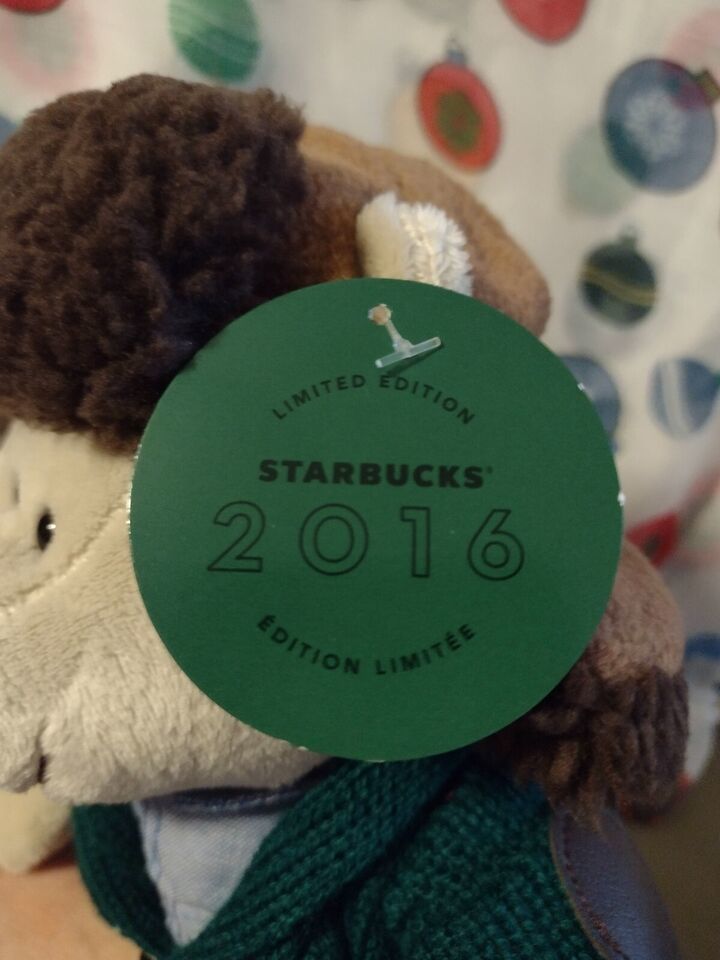 LIMITED EDITION
STARBUCKS®
2016
ÉDITION LIMITÉE